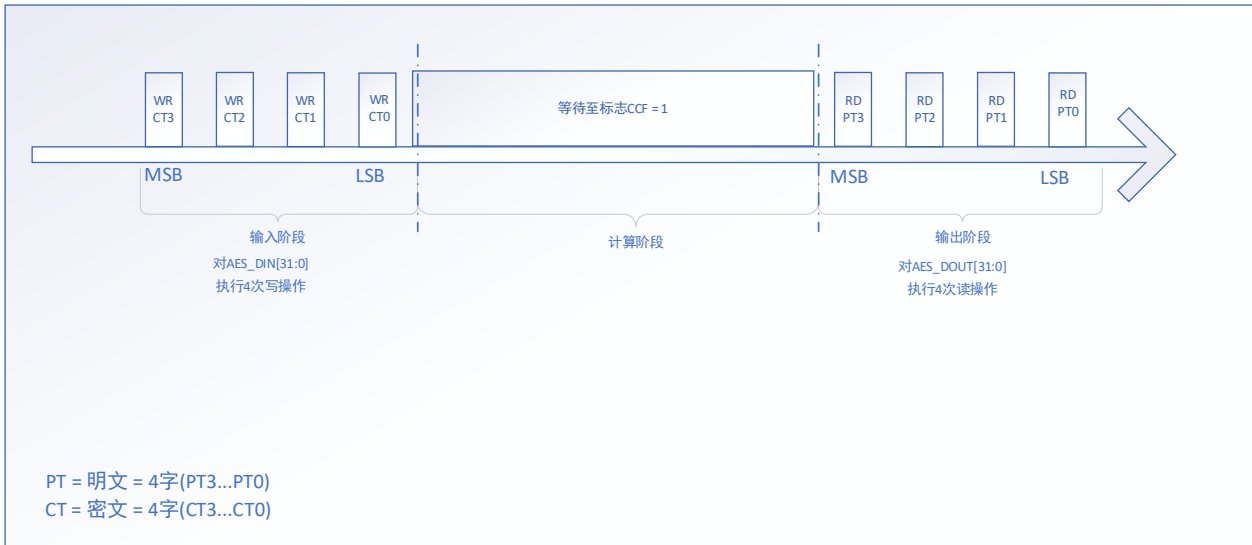 WR
CT3
WR
CT2
WR
CT1
WR
CT0
等待至标志CCF = 1
RD
PT3
RD
PT2
RD
PT1
RD
PT0
MSB
LSB
MSB
LSB
输入阶段
对AES_DIN[31:0]
执行4次写操作
计算阶段
输出阶段
对AES_DOUT[31:0]
执行4次读操作
PT = 明文 = 4字(PT3...PT0)
CT = 密文 = 4字(CT3...CT0)